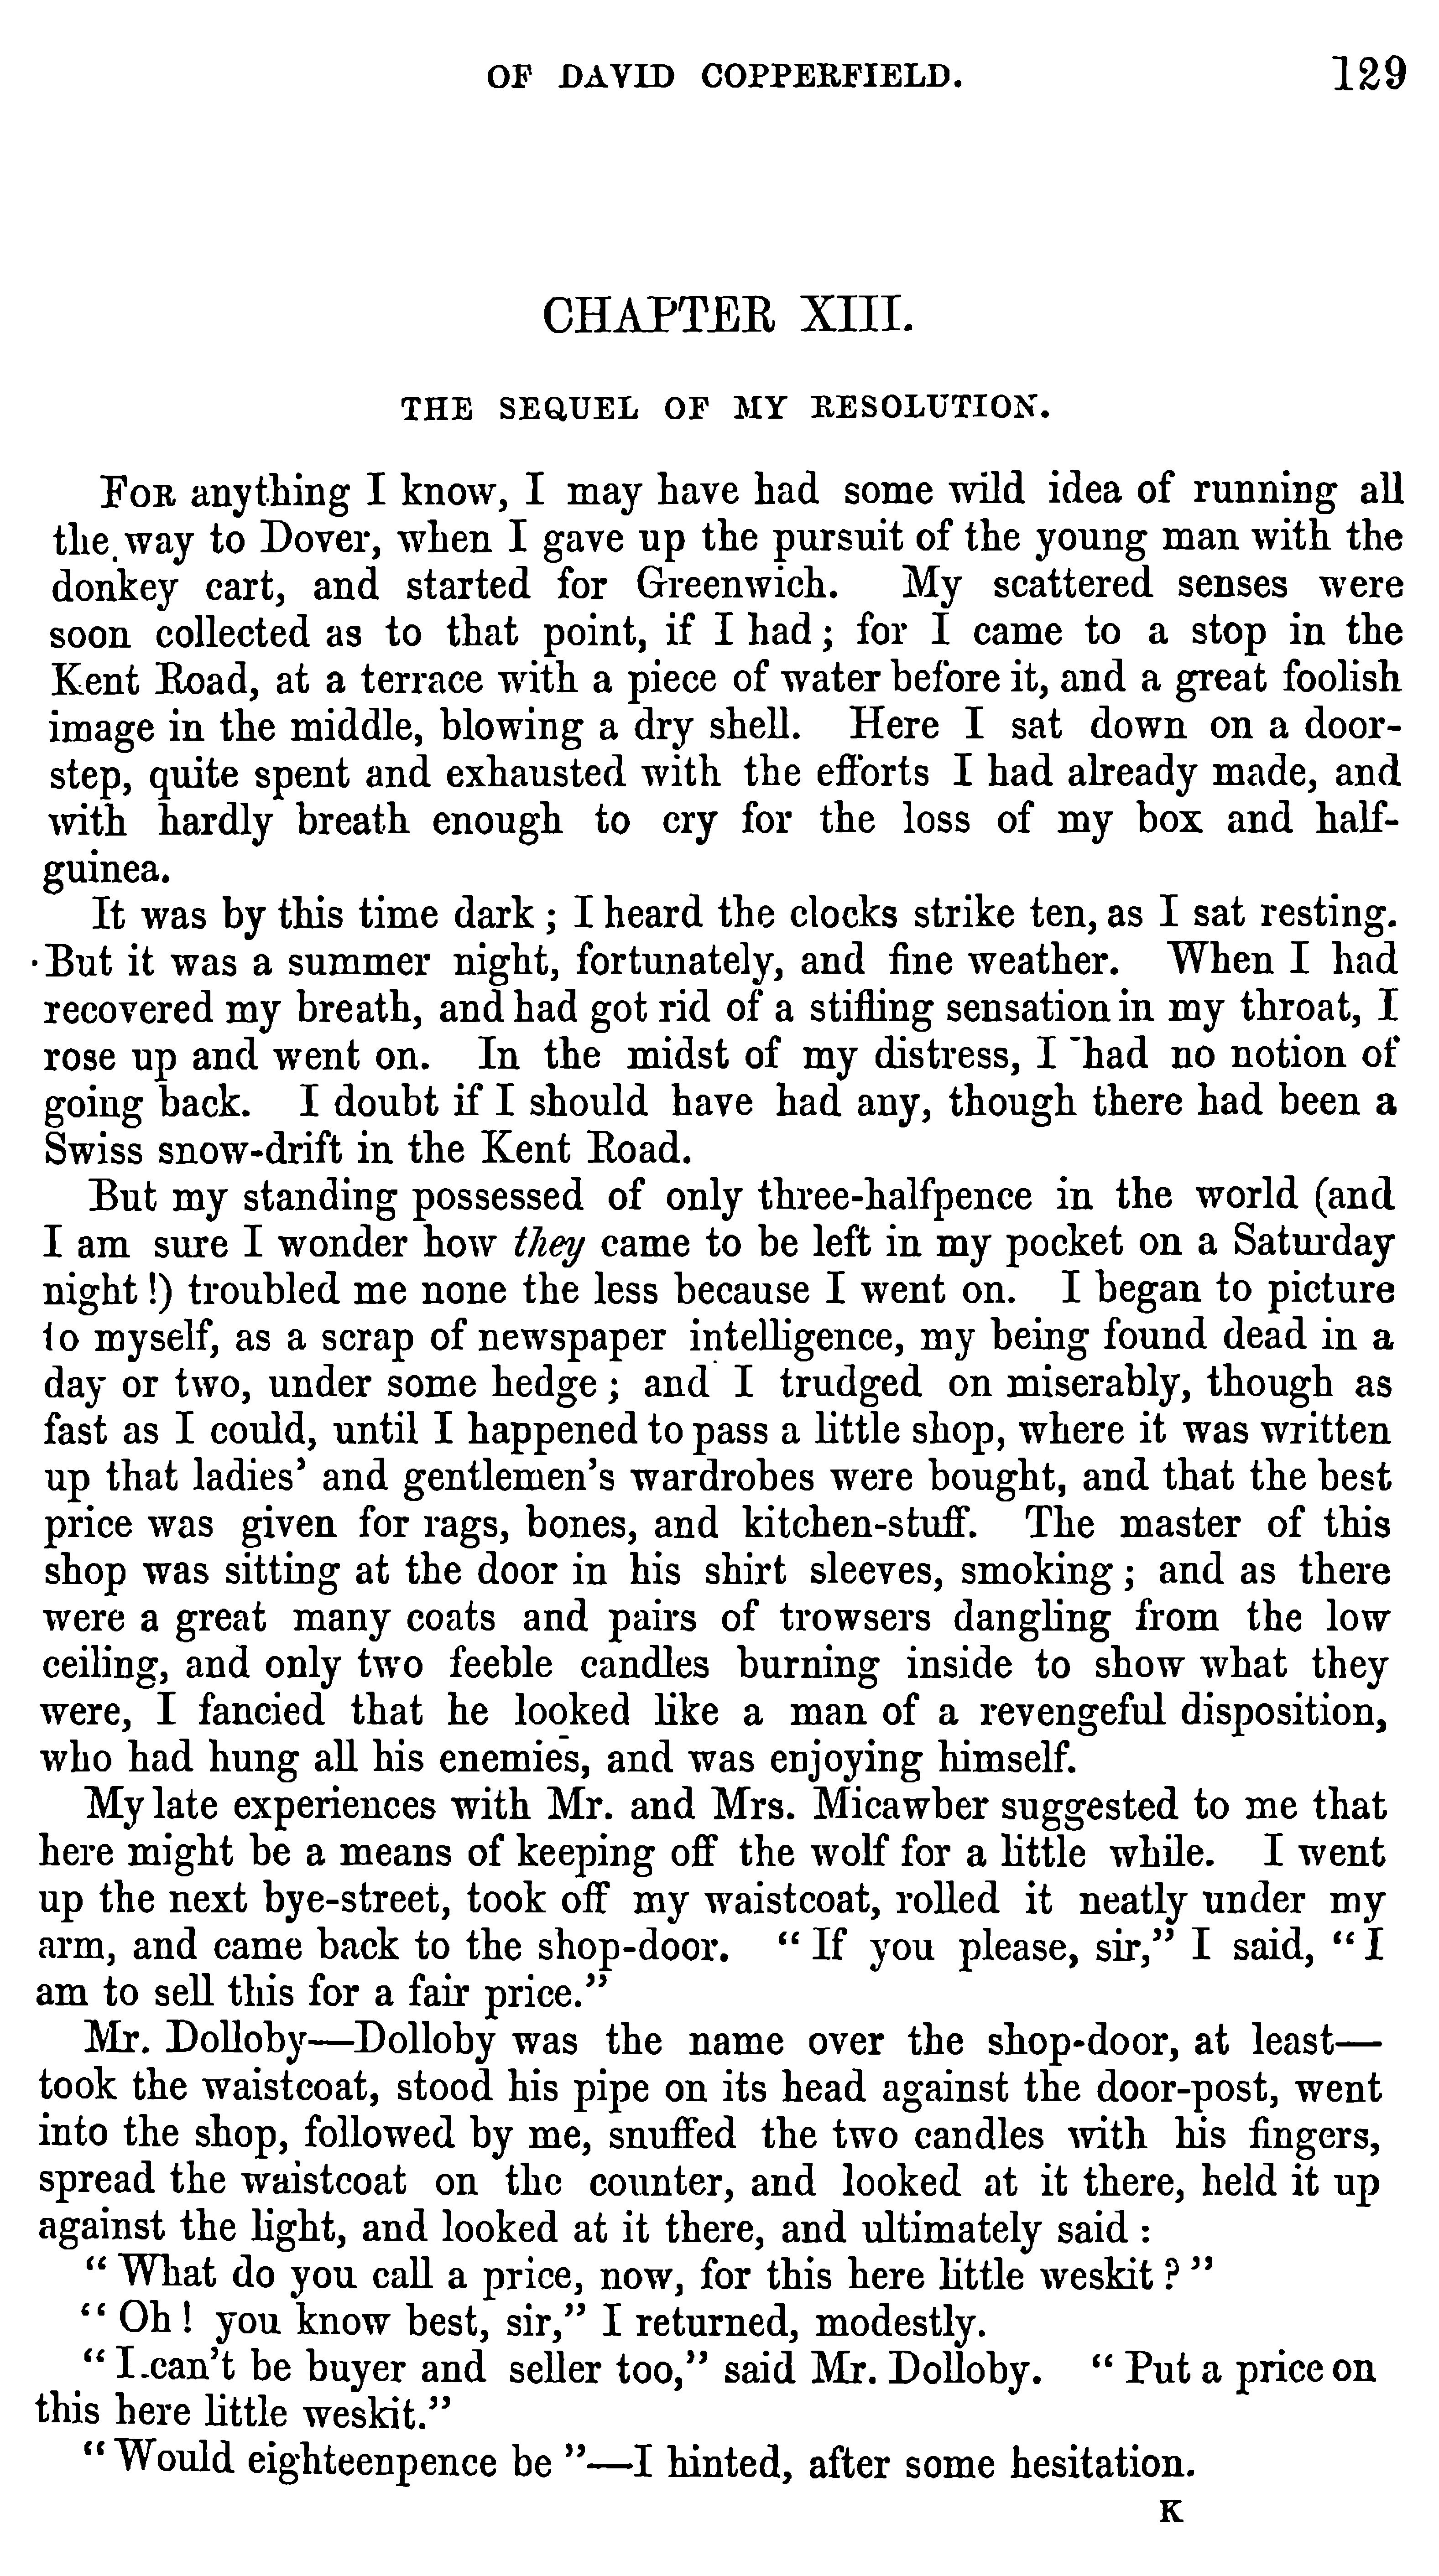 OF DAVID COPPERFIELD. 129
CHAPTER XIII.
THE SEQUEL OF MY RESOLUTION.
FOR anything I know, I may have had some wild idea of running all
the way to Dover, when I gave up the pursuit of the young man with the
donkey cart, and started for Greenwich. My scattered senses were
soon collected as to that point, if I had; for I came to a stop in the
Kent Road, at a terrace with a piece of water before it, and a great foolish
image in the middle, blowing a dry shell. Here I sat down on a door-
step, quite spent and exhausted with the efforts I had already made, and
with hardly breath enough to cry for the loss of my box and half-
guinea.
It was by this time dark; I heard the clocks strike ten, as I sat resting.
But it was a summer night, fortunately, and fine weather. When I had
recovered my breath, and had got rid of a stifling sensation in my throat, I
rose up and went on. In the midst of my distress, I had no notion of
going back. I doubt if I should have had any, though there had been a
Swiss snow-drift in the Kent Road.
But my standing possessed of only three-halfpence in the world (and
I am sure I wonder how they came to be left in my pocket on a Saturday
night!) troubled me none the less because I went on. I began to picture
to myself, as a scrap of newspaper intelligence, my being found dead in a
day or two, under some hedge; and I trudged on miserably, though as
fast as I could, until I happened to pass a little shop, where it was written
up that ladies' and gentlemen's wardrobes were bought, and that the best
price was given for rags, bones, and kitchen-stuff. The master of this
shop was sitting at the door in his shirt sleeves, smoking; and as there
were a great many coats and pairs of trowsers dangling from the low
ceiling, and only two feeble candles burning inside to show what they
were, I fancied that he looked like a man of a revengeful disposition,
who had hung all his enemies, and was enjoying himself.
My late experiences with Mr. and Mrs. Micawber suggested to me that
here might be a means of keeping off the wolf for a little while. I went
up the next bye-street, took off my waistcoat, rolled it neatly under my
arm, and came back to the shop-door. "If you please, sir," I said, "I
am to sell this for a fair price."
Mr. Dolloby—Dolloby was the name over the shop-door, at least—
took the waistcoat, stood his pipe on its head against the door-post, went
into the shop, followed by me, snuffed the two candles with his fingers,
spread the waistcoat on the counter, and looked at it there, held it up
against the light, and looked at it there, and ultimately said:
"What do you call a price, now, for this here little weskit?"
"Oh! you know best, sir," I returned, modestly.
"I can't be buyer and seller too," said Mr. Dolloby. "Put a price on
this here little weskit."
"Would eighteenpence be"—I hinted, after some hesitation.
K